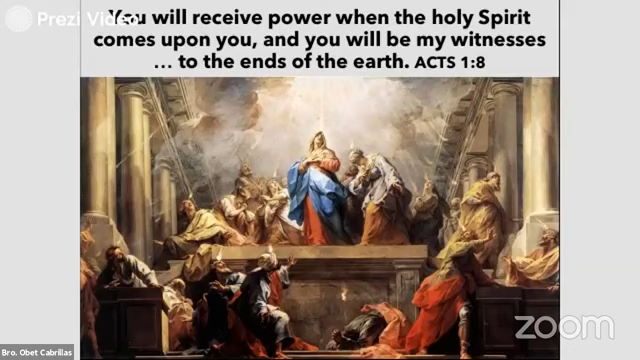 Prezi Video
You will receive power when the holy Spirit
comes upon you, and you will be my witnesses
... to the ends of the earth. ACTS 1:8
Bro. Obet Cabrillas
zoom